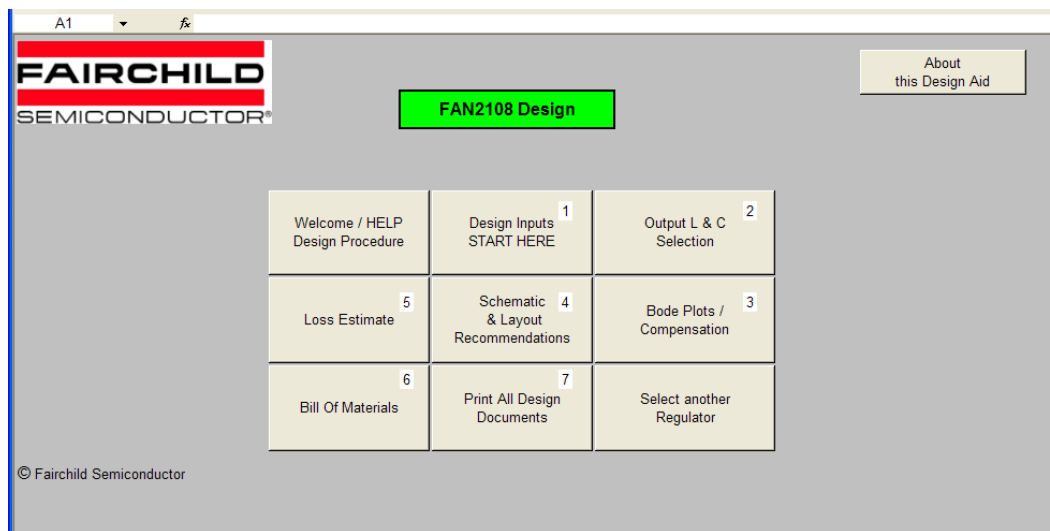 A1
fx
FAIRCHILD
SEMICONDUCTOR®
About
this Design Aid
FAN2108 Design
Welcome / HELP
Design Procedure
1
Design Inputs
START HERE
2
Output L & C
Selection
5
Loss Estimate
4
Schematic
& Layout
Recommendations
3
Bode Plots /
Compensation
6
Bill Of Materials
7
Print All Design
Documents
Select another
Regulator
© Fairchild Semiconductor